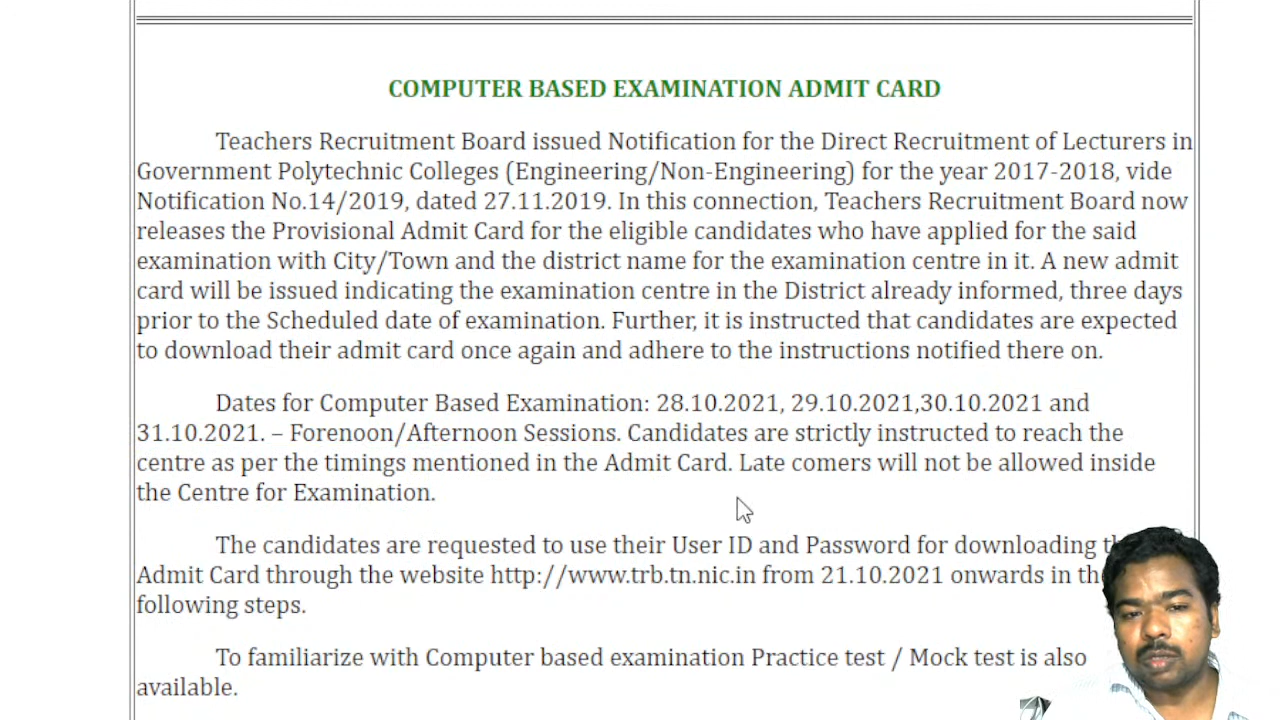 COMPUTER BASED EXAMINATION ADMIT CARD
Teachers Recruitment Board issued Notification for the Direct Recruitment of Lecturers in
Government Polytechnic Colleges (Engineering/Non-Engineering) for the year 2017-2018, vide
Notification No.14/2019, dated 27.11.2019. In this connection, Teachers Recruitment Board now
releases the Provisional Admit Card for the eligible candidates who have applied for the said
examination with City/Town and the district name for the examination centre in it. A new admit
card will be issued indicating the examination centre in the District already informed, three days
prior to the Scheduled date of examination. Further, it is instructed that candidates are expected
to download their admit card once again and adhere to the instructions notified there on.
Dates for Computer Based Examination: 28.10.2021, 29.10.2021,30.10.2021 and
31.10.2021. – Forenoon/Afternoon Sessions. Candidates are strictly instructed to reach the
centre as per the timings mentioned in the Admit Card. Late comers will not be allowed inside
the Centre for Examination.
The candidates are requested to use their User ID and Password for downloading
Admit Card through the website http://www.trb.tn.nic.in from 21.10.2021 onwards in
following steps.
To familiarize with Computer based examination Practice test / Mock test is also
available.